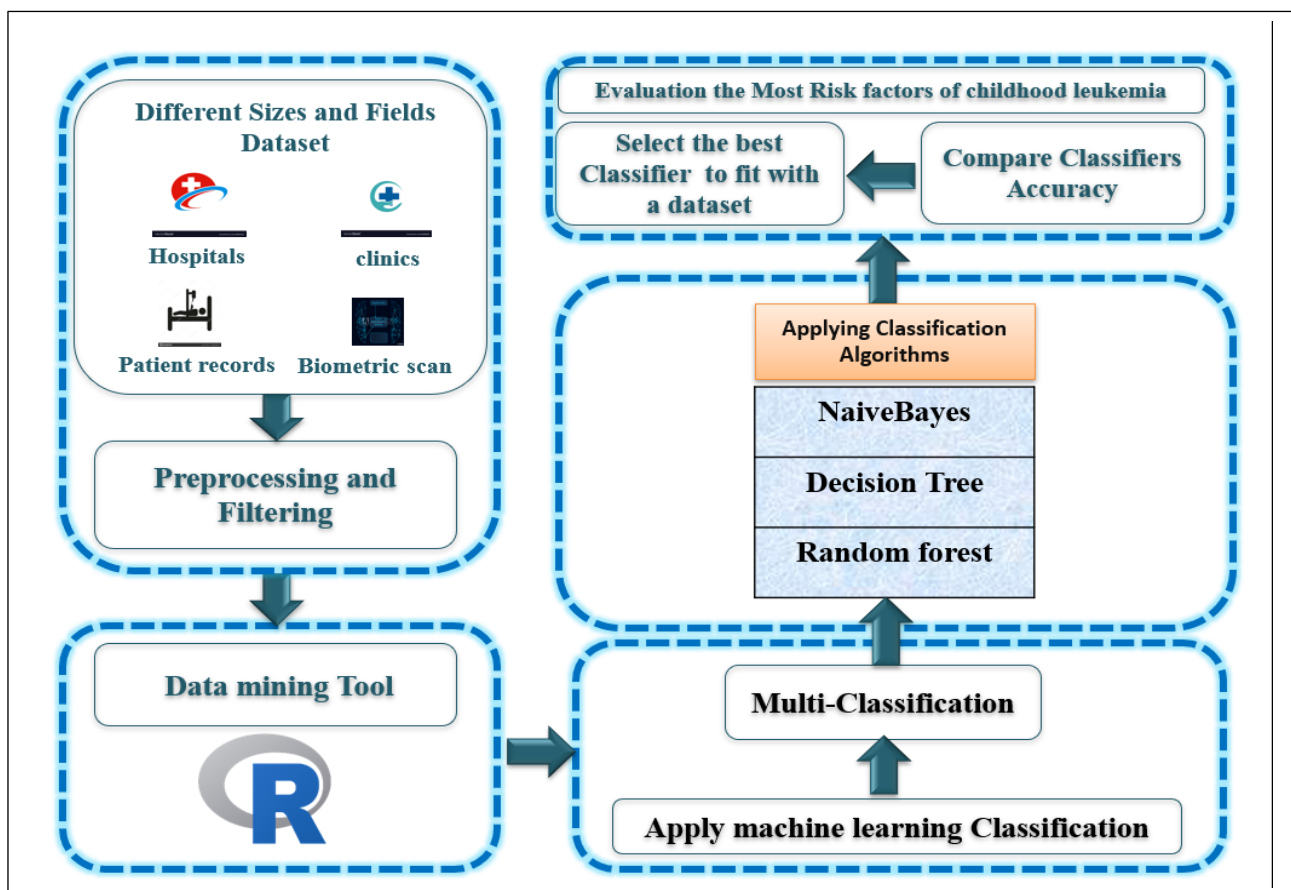 Different Sizes and Fields
Dataset
Hospitals
clinics
Patient records
Biometric scan
Preprocessing and
Filtering
Data mining Tool
R
Apply machine learning Classification
Multi-Classification
Applying Classification
Algorithms
NaiveBayes
Decision Tree
Random forest
Evaluation the Most Risk factors of childhood leukemia
Compare Classifiers
Accuracy
Select the best
Classifier to fit with
a dataset